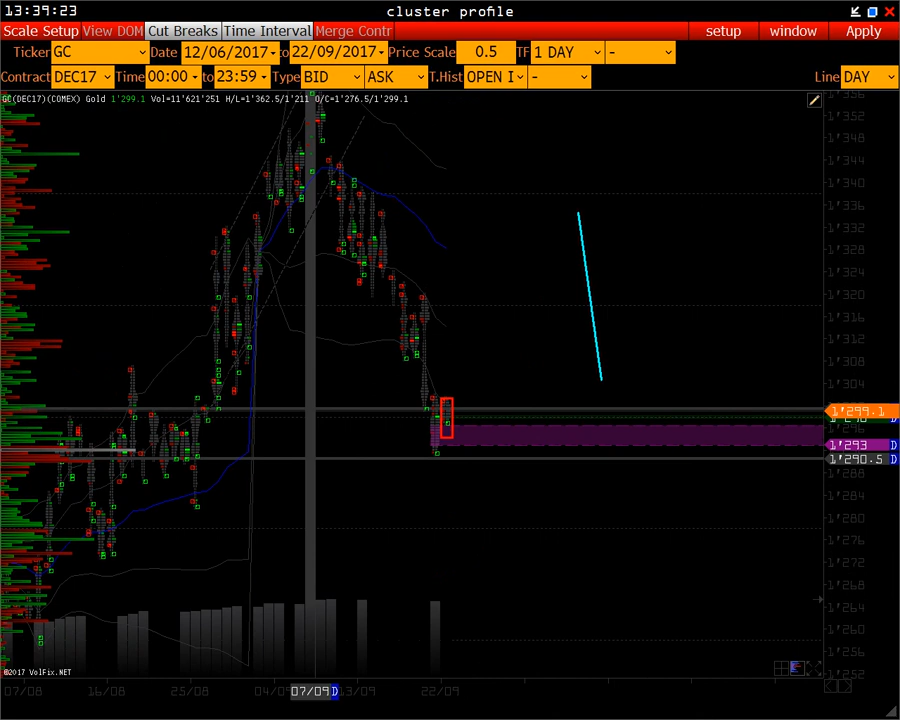 13:39:23 cluster profile
Scale Setup View DOM Cut Breaks Time Interval Merge Contr setup window Apply
Ticker GC Date 12/06/2017 to 22/09/2017 Price Scale 0.5 TF 1 DAY -
Contract DEC17 Time 00:00 to 23:59 Type BID ASK T.Hist OPEN I - Line DAY
GC(DEC17)(COMEX) Gold 1'299.1 Vol=11'621'251 H/L=1'362.5/1'211 O/C=1'276.5/1'299.1
1'356
1'352
1'348
1'344
1'340
1'336
1'332
1'328
1'324
1'320
1'316
1'312
1'308
1'304
1'299.1
D
1'293 D
1'290.5 D
1'288
1'284
1'280
1'276
1'272
1'268
1'264
1'260
1'256
1'252
©2017 VolFix.NET
07/08 16/08 25/08 04/09 07/09 D 13/09 22/09